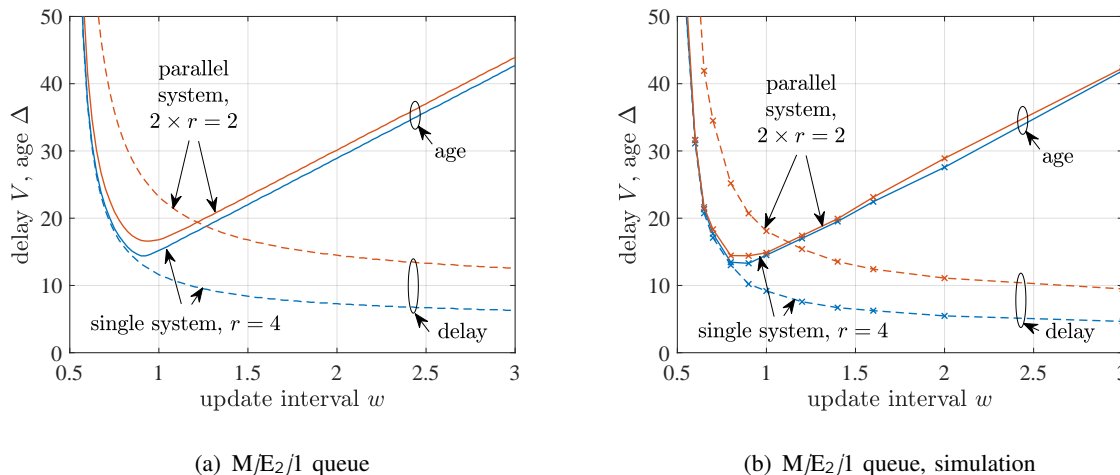 50
40
30
20
10
0
delay V, age Δ
0.5 1 1.5 2 2.5 3
update interval w
parallel
system,
2 × r = 2
age
single system, r = 4
delay
(a) M/E2/1 queue
50
40
30
20
10
0
delay V, age Δ
0.5 1 1.5 2 2.5 3
update interval w
parallel
system,
2 × r = 2
age
single system, r = 4
delay
(b) M/E2/1 queue, simulation